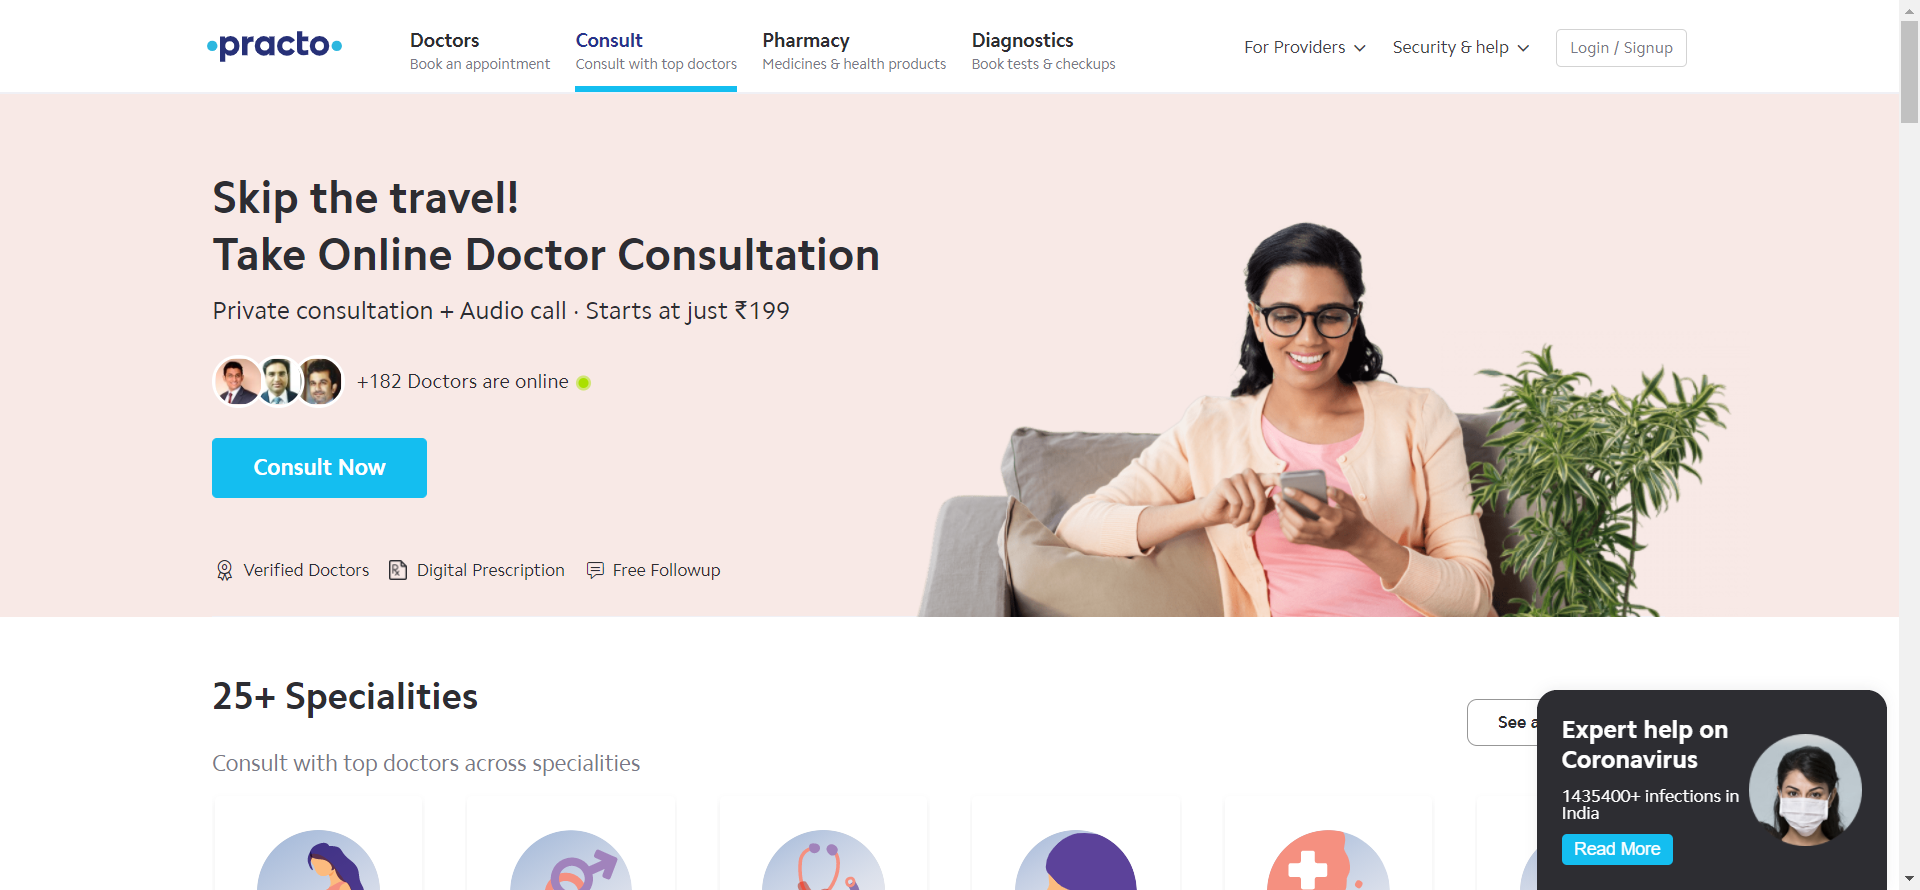 practo
Doctors
Book an appointment
Consult
Consult with top doctors
Pharmacy
Medicines & health products
Diagnostics
Book tests & checkups
For Providers
Security & help
Login / Signup
Skip the travel!
Take Online Doctor Consultation
Private consultation + Audio call · Starts at just ₹199
+182 Doctors are online
Consult Now
Verified Doctors
Digital Prescription
Free Followup
25+ Specialities
See a
Consult with top doctors across specialities
Expert help on
Coronavirus
1435400+ infections in
India
Read More